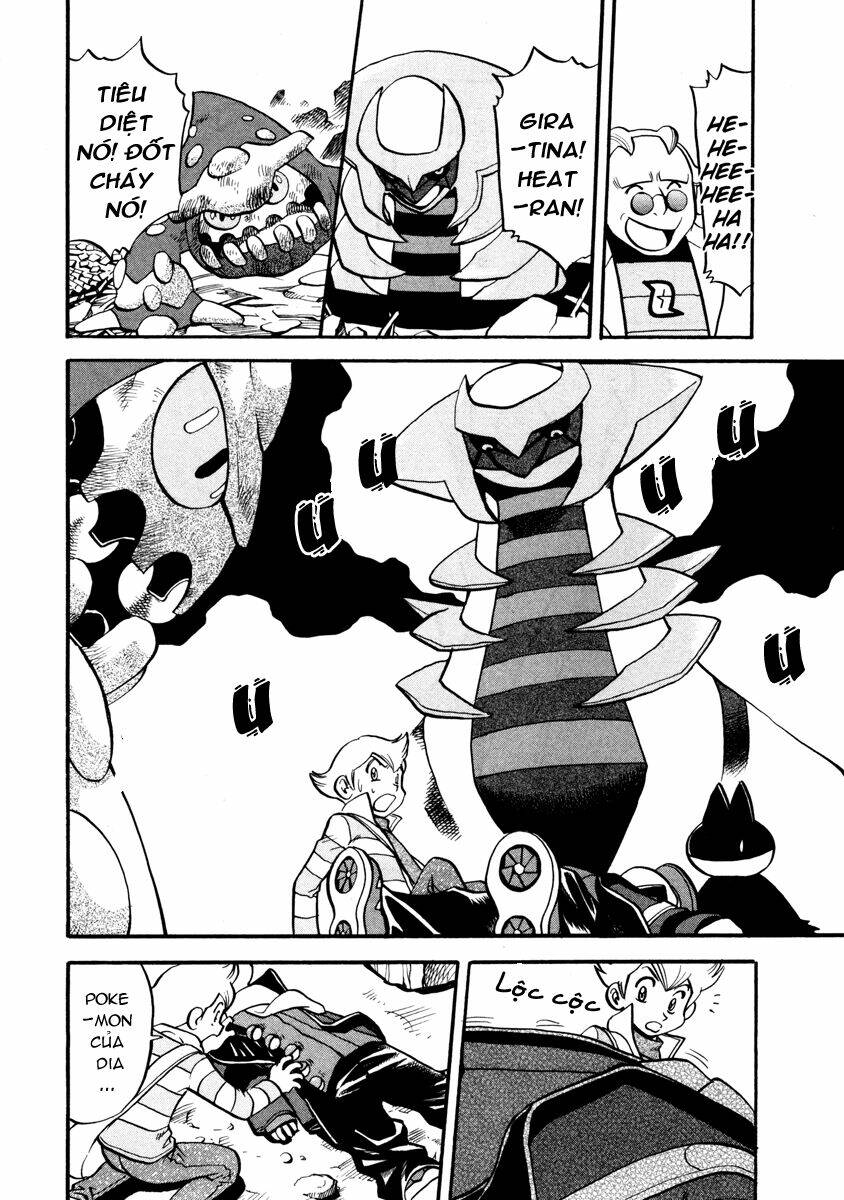 HE-
HE-
HEE-
HEE-
HA
HA!!
GIRA
-TINA!
HEAT
-RAN!
TIÊU
DIỆT
NÓ! ĐỐT
CHÁY
NÓ!
Ù
Ù
Ù
Ù
Ù
Ù
Lộc cộc
POKE
-MON
CỦA
DIA
...